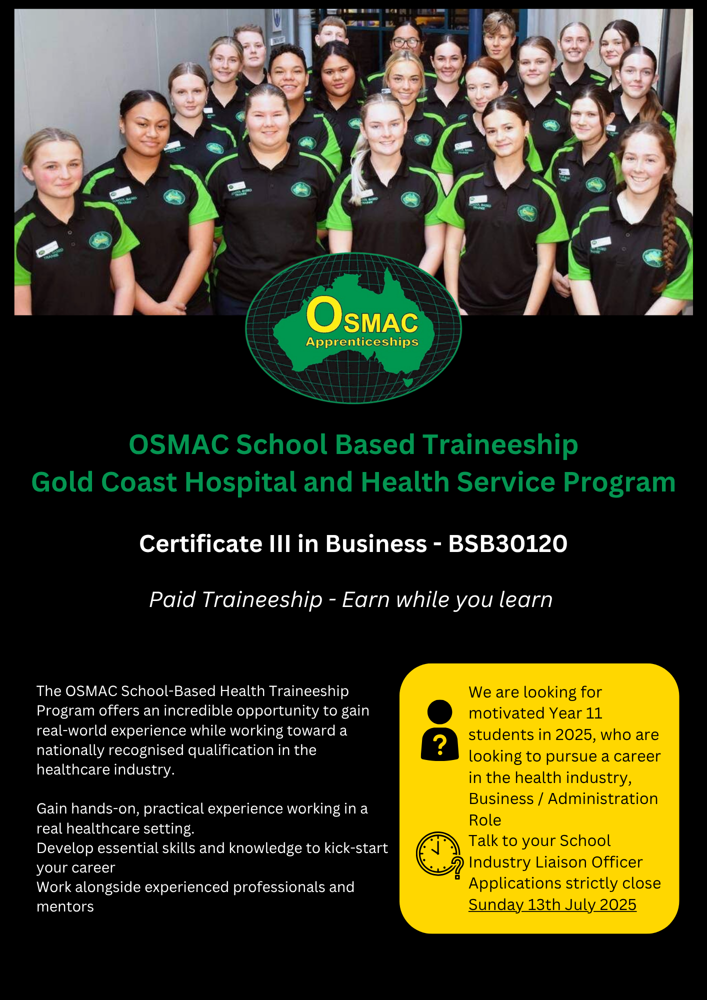 OSMAC
Apprenticeships
OSMAC School Based Traineeship
Gold Coast Hospital and Health Service Program
Certificate III in Business - BSB30120
Paid Traineeship - Earn while you learn
The OSMAC School-Based Health Traineeship
Program offers an incredible opportunity to gain
real-world experience while working toward a
nationally recognised qualification in the
healthcare industry.
Gain hands-on, practical experience working in a
real healthcare setting.
Develop essential skills and knowledge to kick-start
your career
Work alongside experienced professionals and
mentors
?
We are looking for
motivated Year 11
students in 2025, who are
looking to pursue a career
in the health industry,
Business / Administration
Role
?
Talk to your School
Industry Liaison Officer
Applications strictly close
Sunday 13th July 2025